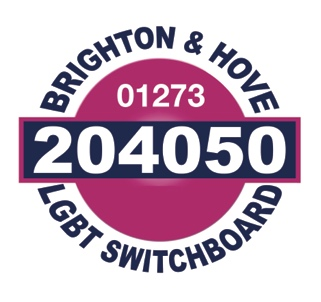 BRIGHTON & HOVE
01273
204050
LGBT SWITCHBOARD